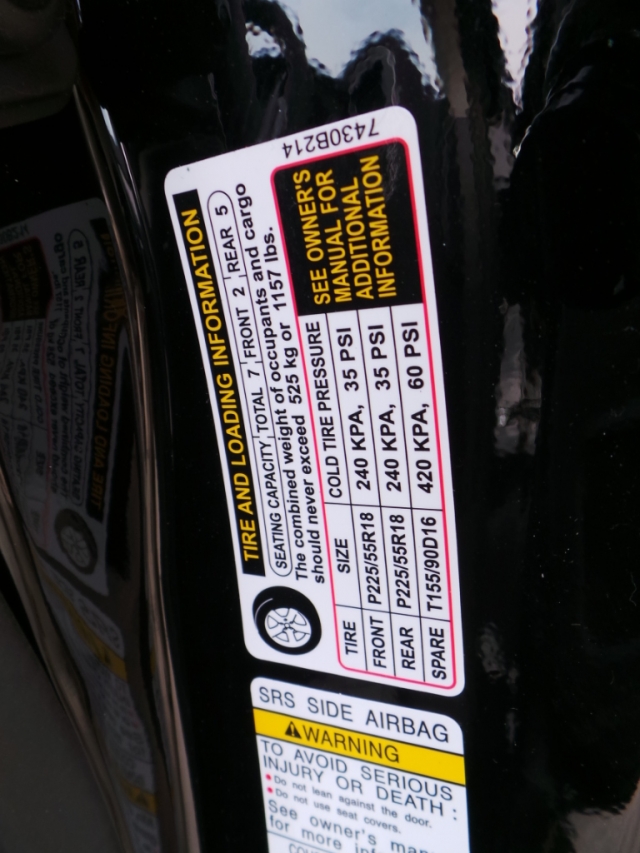 7430B214
TIRE AND LOADING INFORMATION
SEATING CAPACITY TOTAL 7 FRONT 2 REAR 5
The combined weight of occupants and cargo
should never exceed 525 kg or 1157 lbs.
TIRE SIZE COLD TIRE PRESSURE
FRONT P225/55R18 240 KPA, 35 PSI
REAR P225/55R18 240 KPA, 35 PSI
SPARE T155/90D16 420 KPA, 60 PSI
SEE OWNER'S
MANUAL FOR
ADDITIONAL
INFORMATION
SRS SIDE AIRBAG
WARNING
TO AVOID SERIOUS
INJURY OR DEATH :
• Do not lean against the door.
• Do not use seat covers.
See owner's
for more